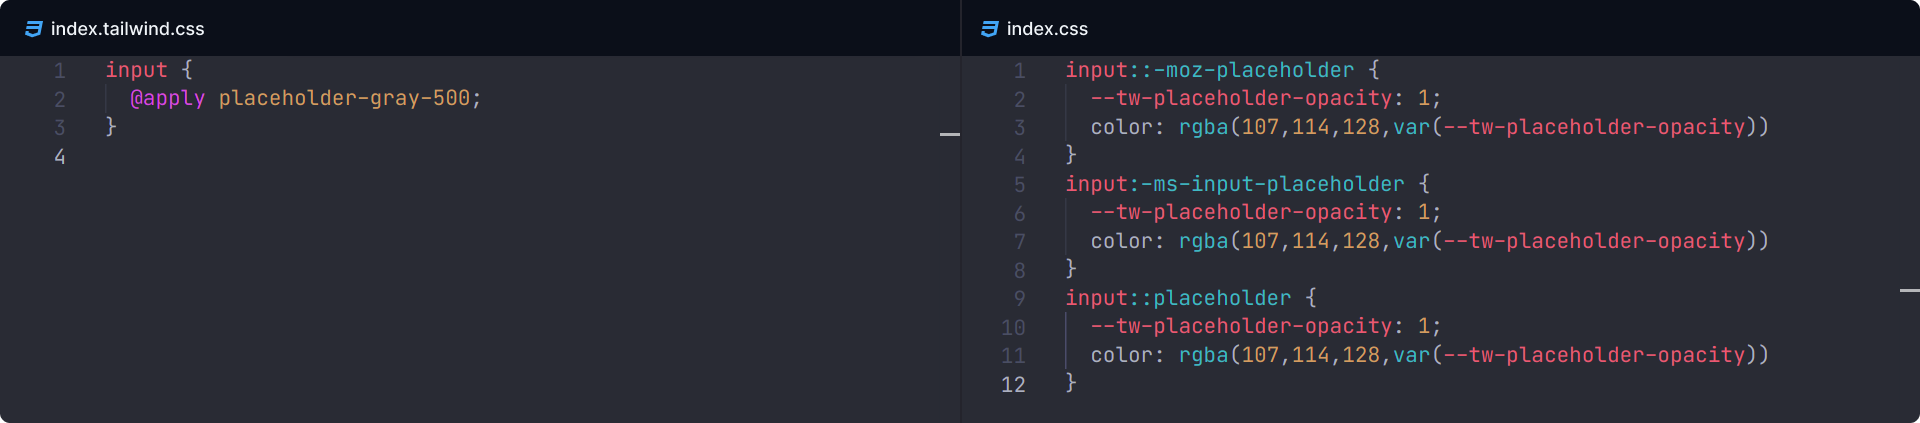 index.tailwind.css
1 input {
2   @apply placeholder-gray-500;
3 }
4
index.css
1 input::-moz-placeholder {
2   --tw-placeholder-opacity: 1;
3   color: rgba(107,114,128,var(--tw-placeholder-opacity))
4 }
5 input:-ms-input-placeholder {
6   --tw-placeholder-opacity: 1;
7   color: rgba(107,114,128,var(--tw-placeholder-opacity))
8 }
9 input::placeholder {
10   --tw-placeholder-opacity: 1;
11   color: rgba(107,114,128,var(--tw-placeholder-opacity))
12 }